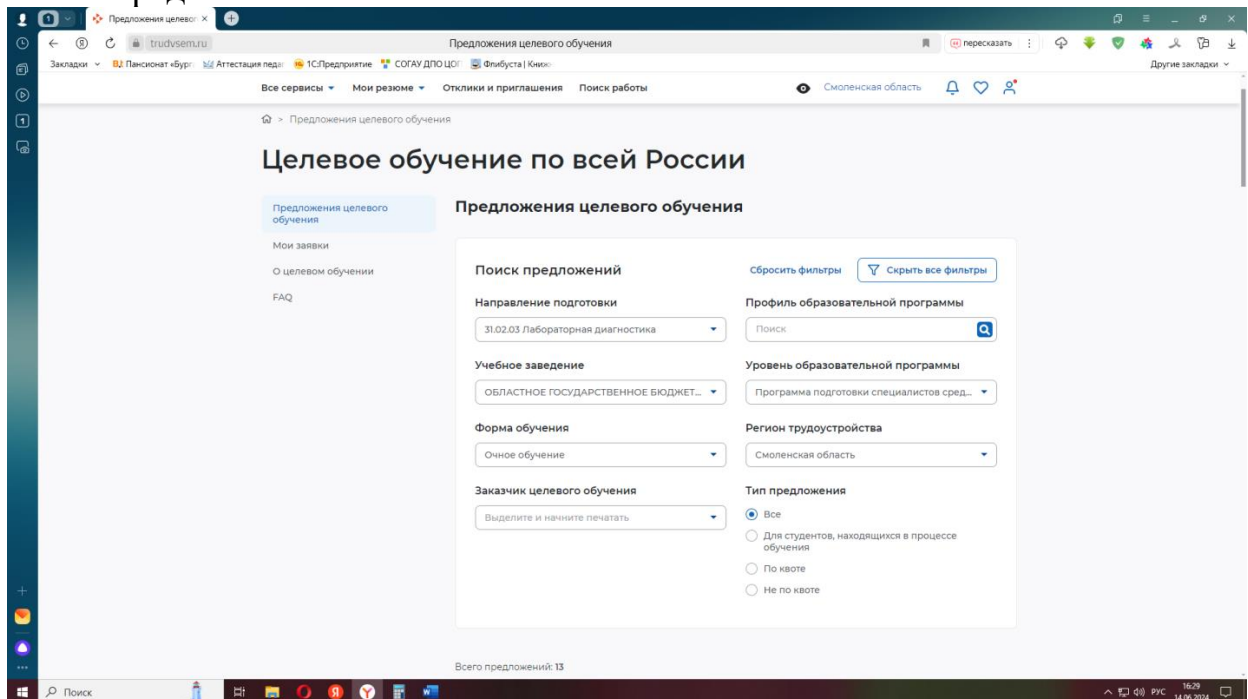 1
Предложения целевог
trudvsem.ru
Предложения целевого обучения
пересказать
Закладки
Пансионат «Бург
Аттестация педаг
1С:Предприятие
СОГАУ ДПО ЦОГ
Флибуста | Книж
Другие закладки
Все сервисы Мои резюме Отклики и приглашения Поиск работы
Смоленская область
> Предложения целевого обучения
Целевое обучение по всей России
Предложения целевого
обучения
Мои заявки
О целевом обучении
FAQ
Предложения целевого обучения
Поиск предложений
Сбросить фильтры
Скрыть все фильтры
Направление подготовки
31.02.03 Лабораторная диагностика
Профиль образовательной программы
Поиск
Учебное заведение
ОБЛАСТНОЕ ГОСУДАРСТВЕННОЕ БЮДЖЕТ...
Уровень образовательной программы
Программа подготовки специалистов сред...
Форма обучения
Очное обучение
Регион трудоустройства
Смоленская область
Заказчик целевого обучения
Выделите и начните печатать
Тип предложения
Все
Для студентов, находящихся в процессе
обучения
По квоте
Не по квоте
Всего предложений: 13
Поиск
РУС
16:29
14.06.2024